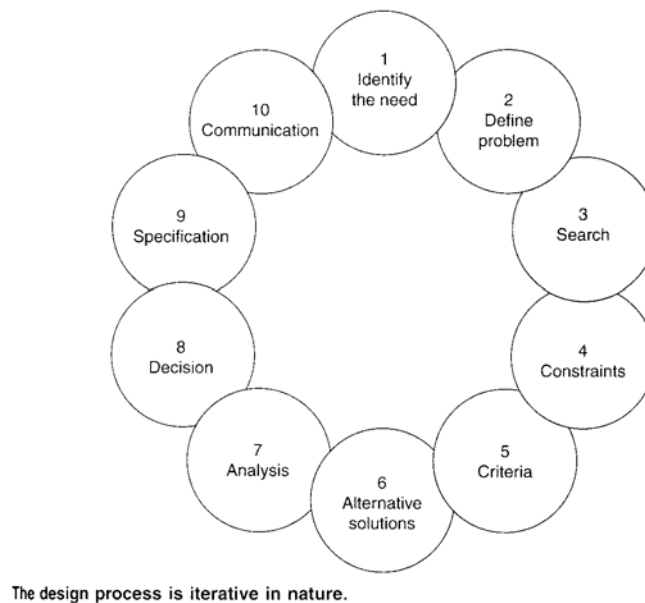 1
Identify
the need
2
Define
problem
3
Search
4
Constraints
5
Criteria
6
Alternative
solutions
7
Analysis
8
Decision
9
Specification
10
Communication
The design process is iterative in nature.